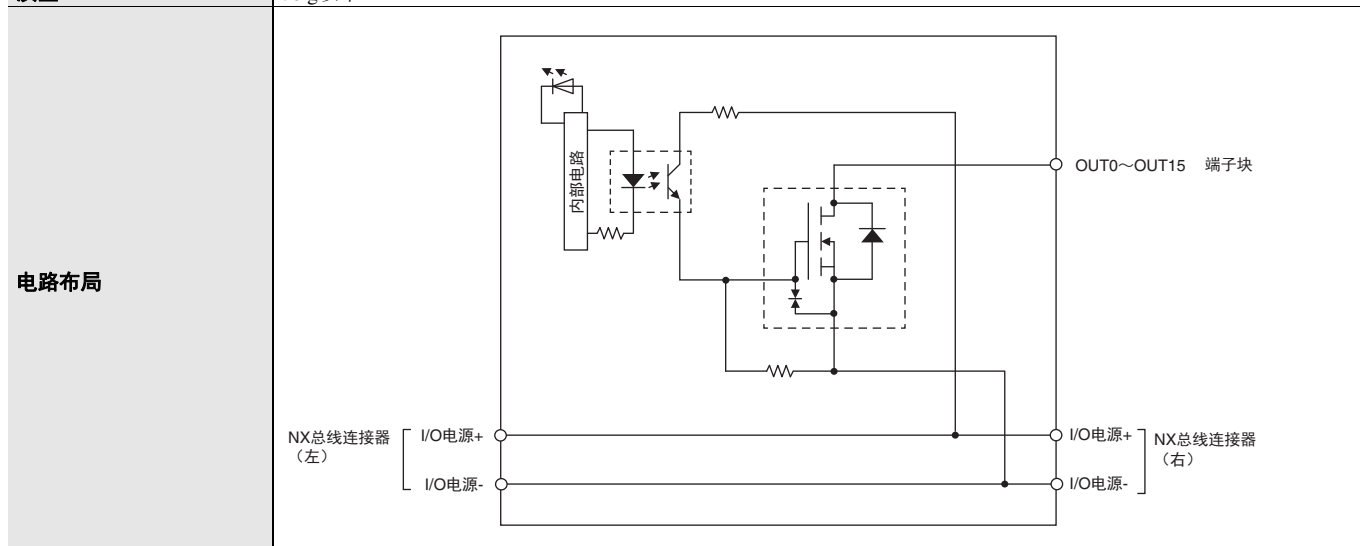 电路布局
内部电路
OUT0～OUT15 端子块
NX总线连接器
（左）
I/O电源+
I/O电源-
I/O电源+
I/O电源-
NX总线连接器
（右）